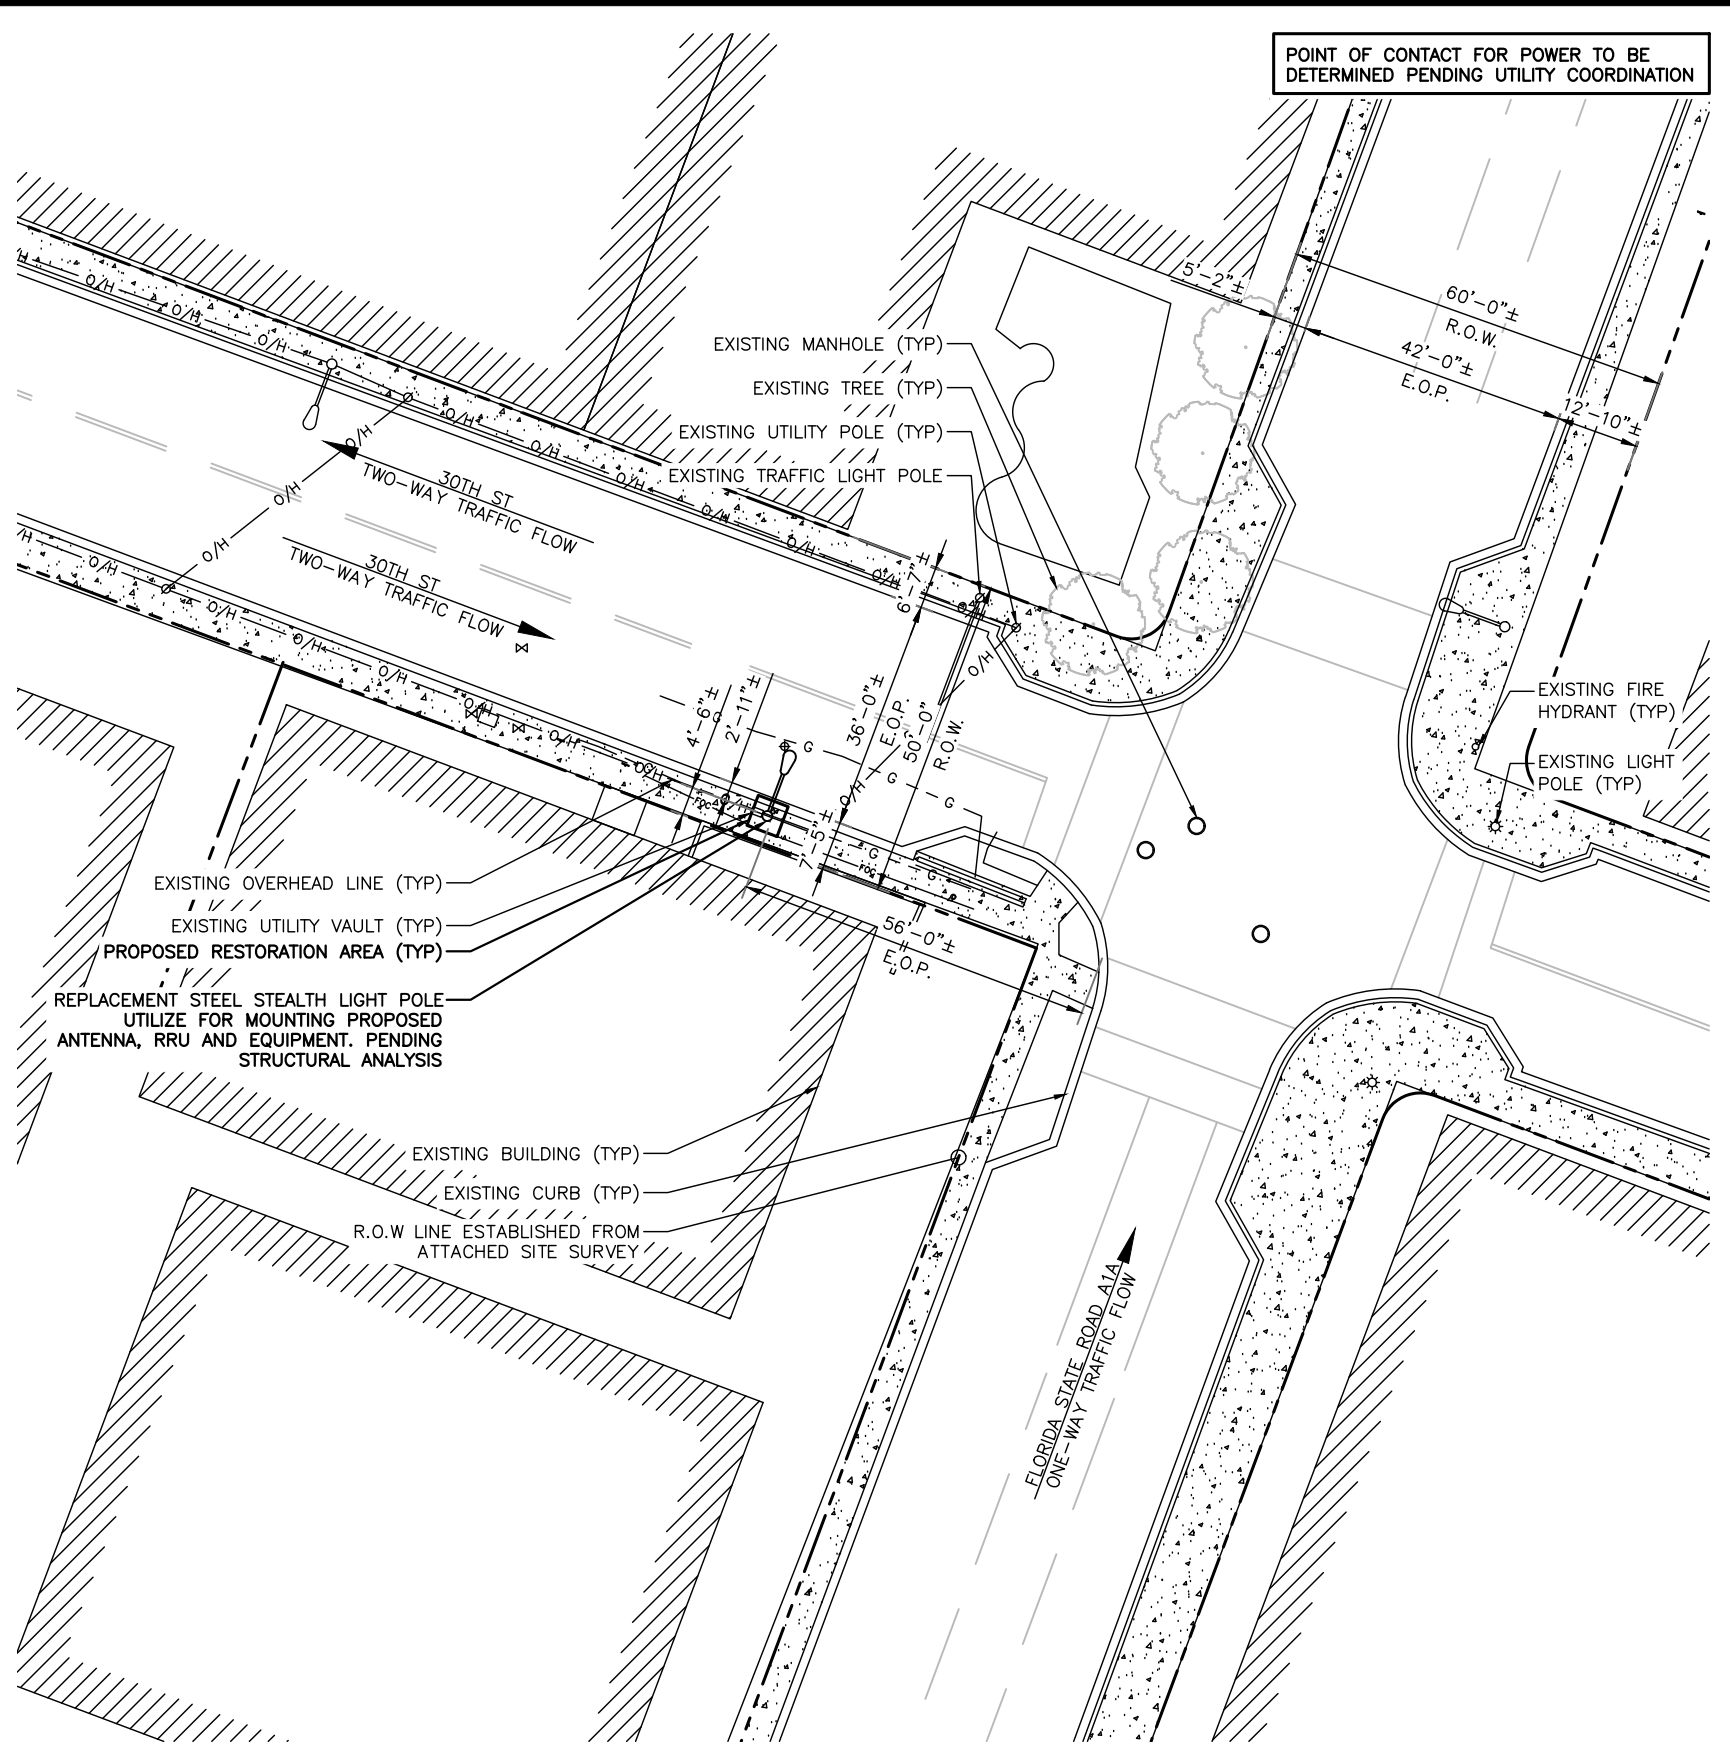 POINT OF CONTACT FOR POWER TO BE
DETERMINED PENDING UTILITY COORDINATION
5'-2"±
60'-0"±
R.O.W.
42'-0"±
E.O.P.
12'-10"±
EXISTING MANHOLE (TYP)
EXISTING TREE (TYP)
EXISTING UTILITY POLE (TYP)
EXISTING TRAFFIC LIGHT POLE
O/H
O/H
O/H
O/H
O/H
O/H
O/H
O/H
O/H
O/H
O/H
O/H
O/H
30TH ST
TWO-WAY TRAFFIC FLOW
30TH ST
TWO-WAY TRAFFIC FLOW
O/H
O/H
O/H
O/H
O/H
O/H
O/H
O/H
O/H
O/H
O/H
O/H
6'-7"±
36'-0"±
E.O.P.
50'-0"
R.O.W.
4'-6"±
2'-11"±
7'-5"±
G
G
G
G
G
G
G
FOC
FOC
56'-0"±
E.O.P.
EXISTING FIRE
HYDRANT (TYP)
EXISTING LIGHT
POLE (TYP)
EXISTING OVERHEAD LINE (TYP)
EXISTING UTILITY VAULT (TYP)
PROPOSED RESTORATION AREA (TYP)
REPLACEMENT STEEL STEALTH LIGHT POLE
UTILIZE FOR MOUNTING PROPOSED
ANTENNA, RRU AND EQUIPMENT. PENDING
STRUCTURAL ANALYSIS
EXISTING BUILDING (TYP)
EXISTING CURB (TYP)
R.O.W LINE ESTABLISHED FROM
ATTACHED SITE SURVEY
FLORIDA STATE ROAD A1A
ONE-WAY TRAFFIC FLOW